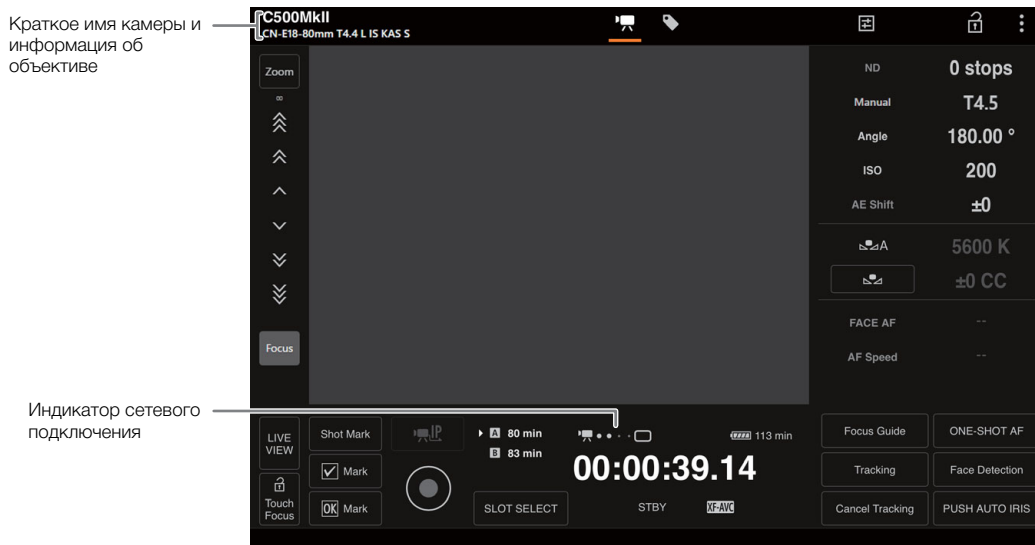 Краткое имя камеры и
информация об
объективе
C500MkII
CN-E18-80mm T4.4 L IS KAS S
Zoom
∞
Focus
ND 0 stops
Manual T4.5
Angle 180.00 °
ISO 200
AE Shift ±0
A 5600 K
±0 CC
FACE AF --
AF Speed --
Индикатор сетевого
подключения
LIVE
VIEW
Touch
Focus
Shot Mark
Mark
OK Mark
IP
A 80 min
B 83 min
SLOT SELECT
113 min
00:00:39.14
STBY XF-AVC
Focus Guide ONE-SHOT AF
Tracking Face Detection
Cancel Tracking PUSH AUTO IRIS